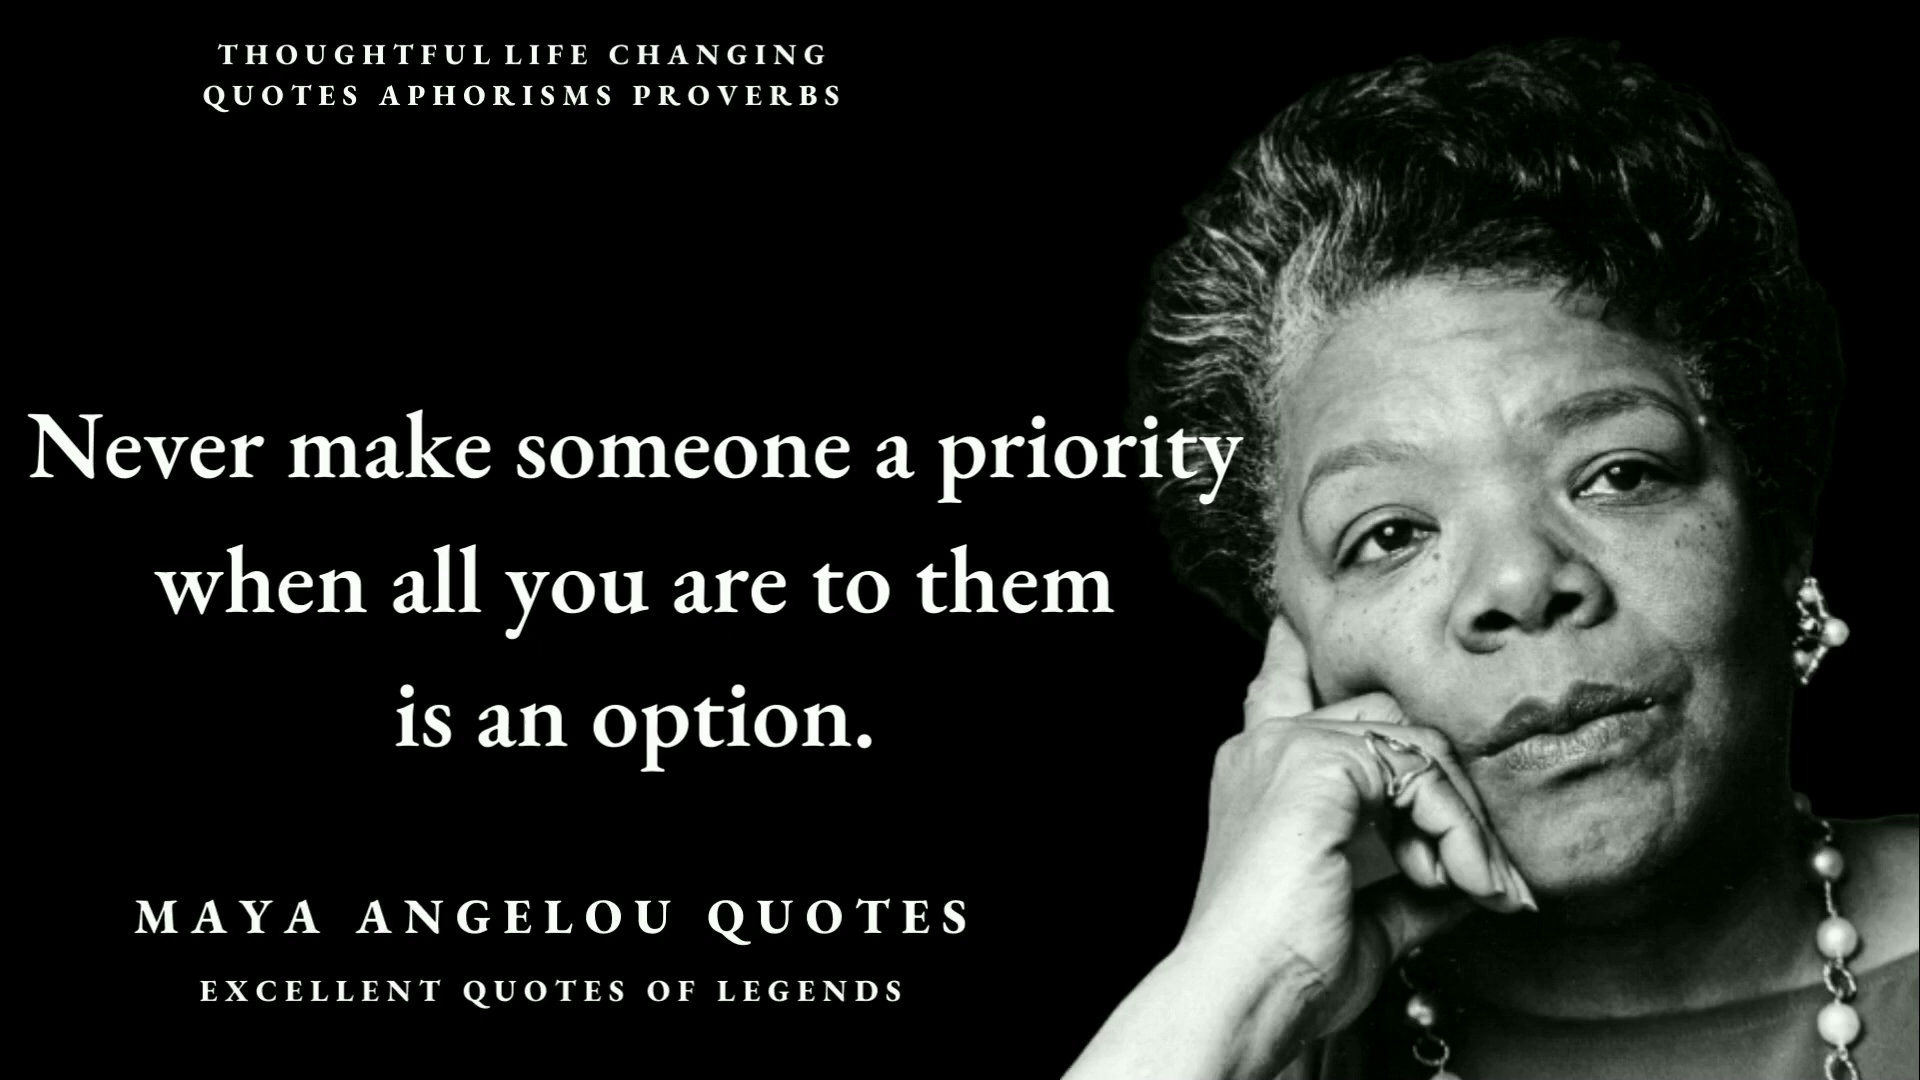 THOUGHTFUL LIFE CHANGING
QUOTES APHORISMS PROVERBS
Never make someone a priority
when all you are to them
is an option.
MAYA ANGELOU QUOTES
EXCELLENT QUOTES OF LEGENDS